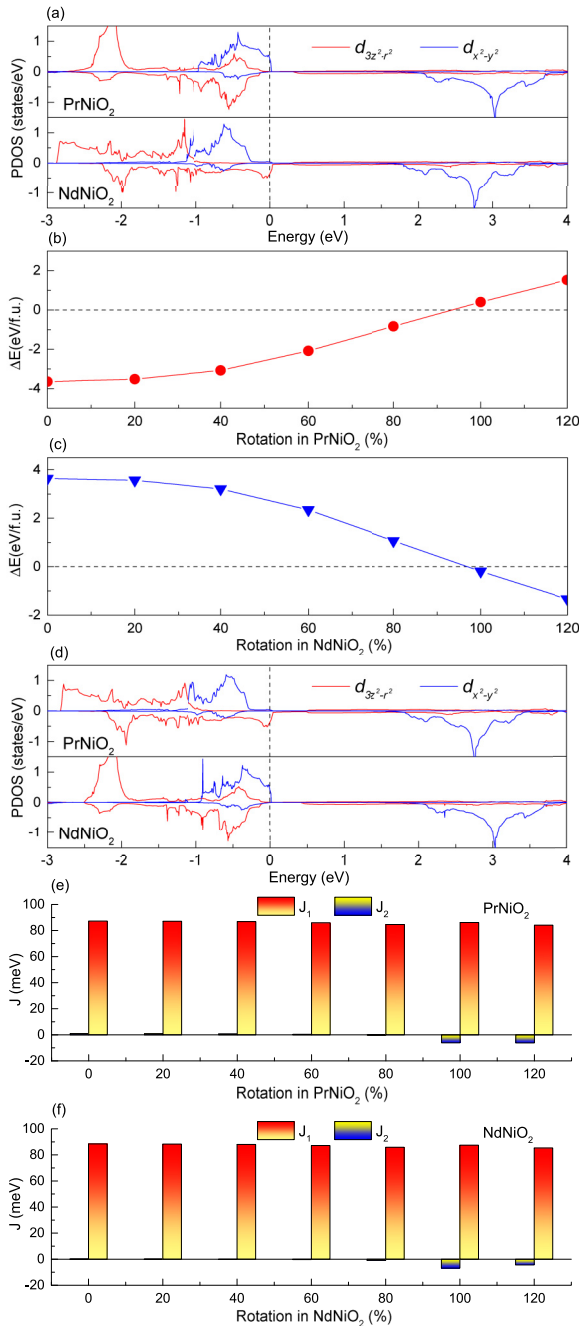 (a)
PDOS (states/eV)
1
0
-1
1
0
-1
d3z²-r²
dx²-y²
PrNiO₂
NdNiO₂
-3 -2 -1 0 1 2 3 4
Energy (eV)
(b)
ΔE(eV/f.u.)
2
0
-2
-4
0 20 40 60 80 100 120
Rotation in PrNiO₂ (%)
(c)
ΔE(eV/f.u.)
4
2
0
-2
0 20 40 60 80 100 120
Rotation in NdNiO₂ (%)
(d)
PDOS (states/eV)
1
0
-1
1
0
-1
d3z²-r²
dx²-y²
PrNiO₂
NdNiO₂
-3 -2 -1 0 1 2 3 4
Energy (eV)
(e)
J (meV)
100
80
60
40
20
0
-20
J₁
J₂
PrNiO₂
0 20 40 60 80 100 120
Rotation in PrNiO₂ (%)
(f)
J (meV)
100
80
60
40
20
0
-20
J₁
J₂
NdNiO₂
0 20 40 60 80 100 120
Rotation in NdNiO₂ (%)